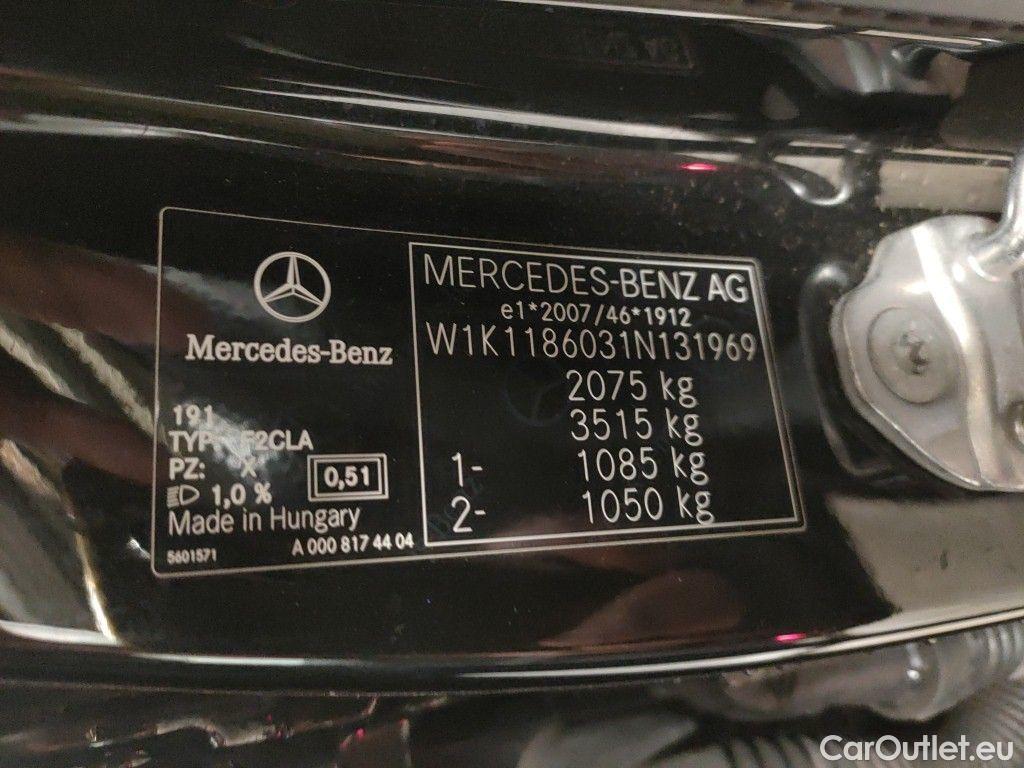 Mercedes-Benz
191
TYP: F2CLA
PZ: X
1,0 %
0,51
Made in Hungary
5601571
A 000 817 44 04
MERCEDES-BENZ AG
e1*2007/46*1912
W1K1186031N131969
2075 kg
3515 kg
1- 1085 kg
2- 1050 kg
CarOutlet.eu